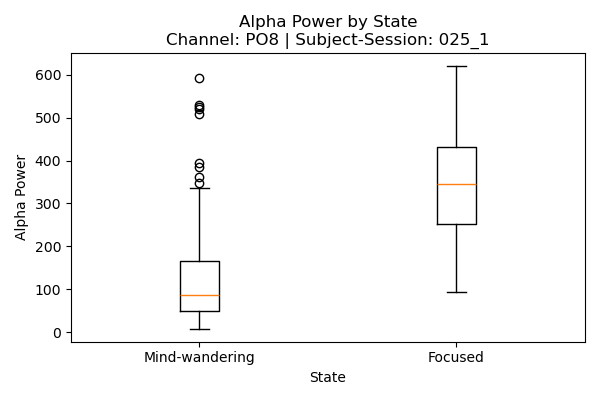 Alpha Power by State
Channel: PO8 | Subject-Session: 025_1
Alpha Power
600
500
400
300
200
100
0
Mind-wandering
Focused
State